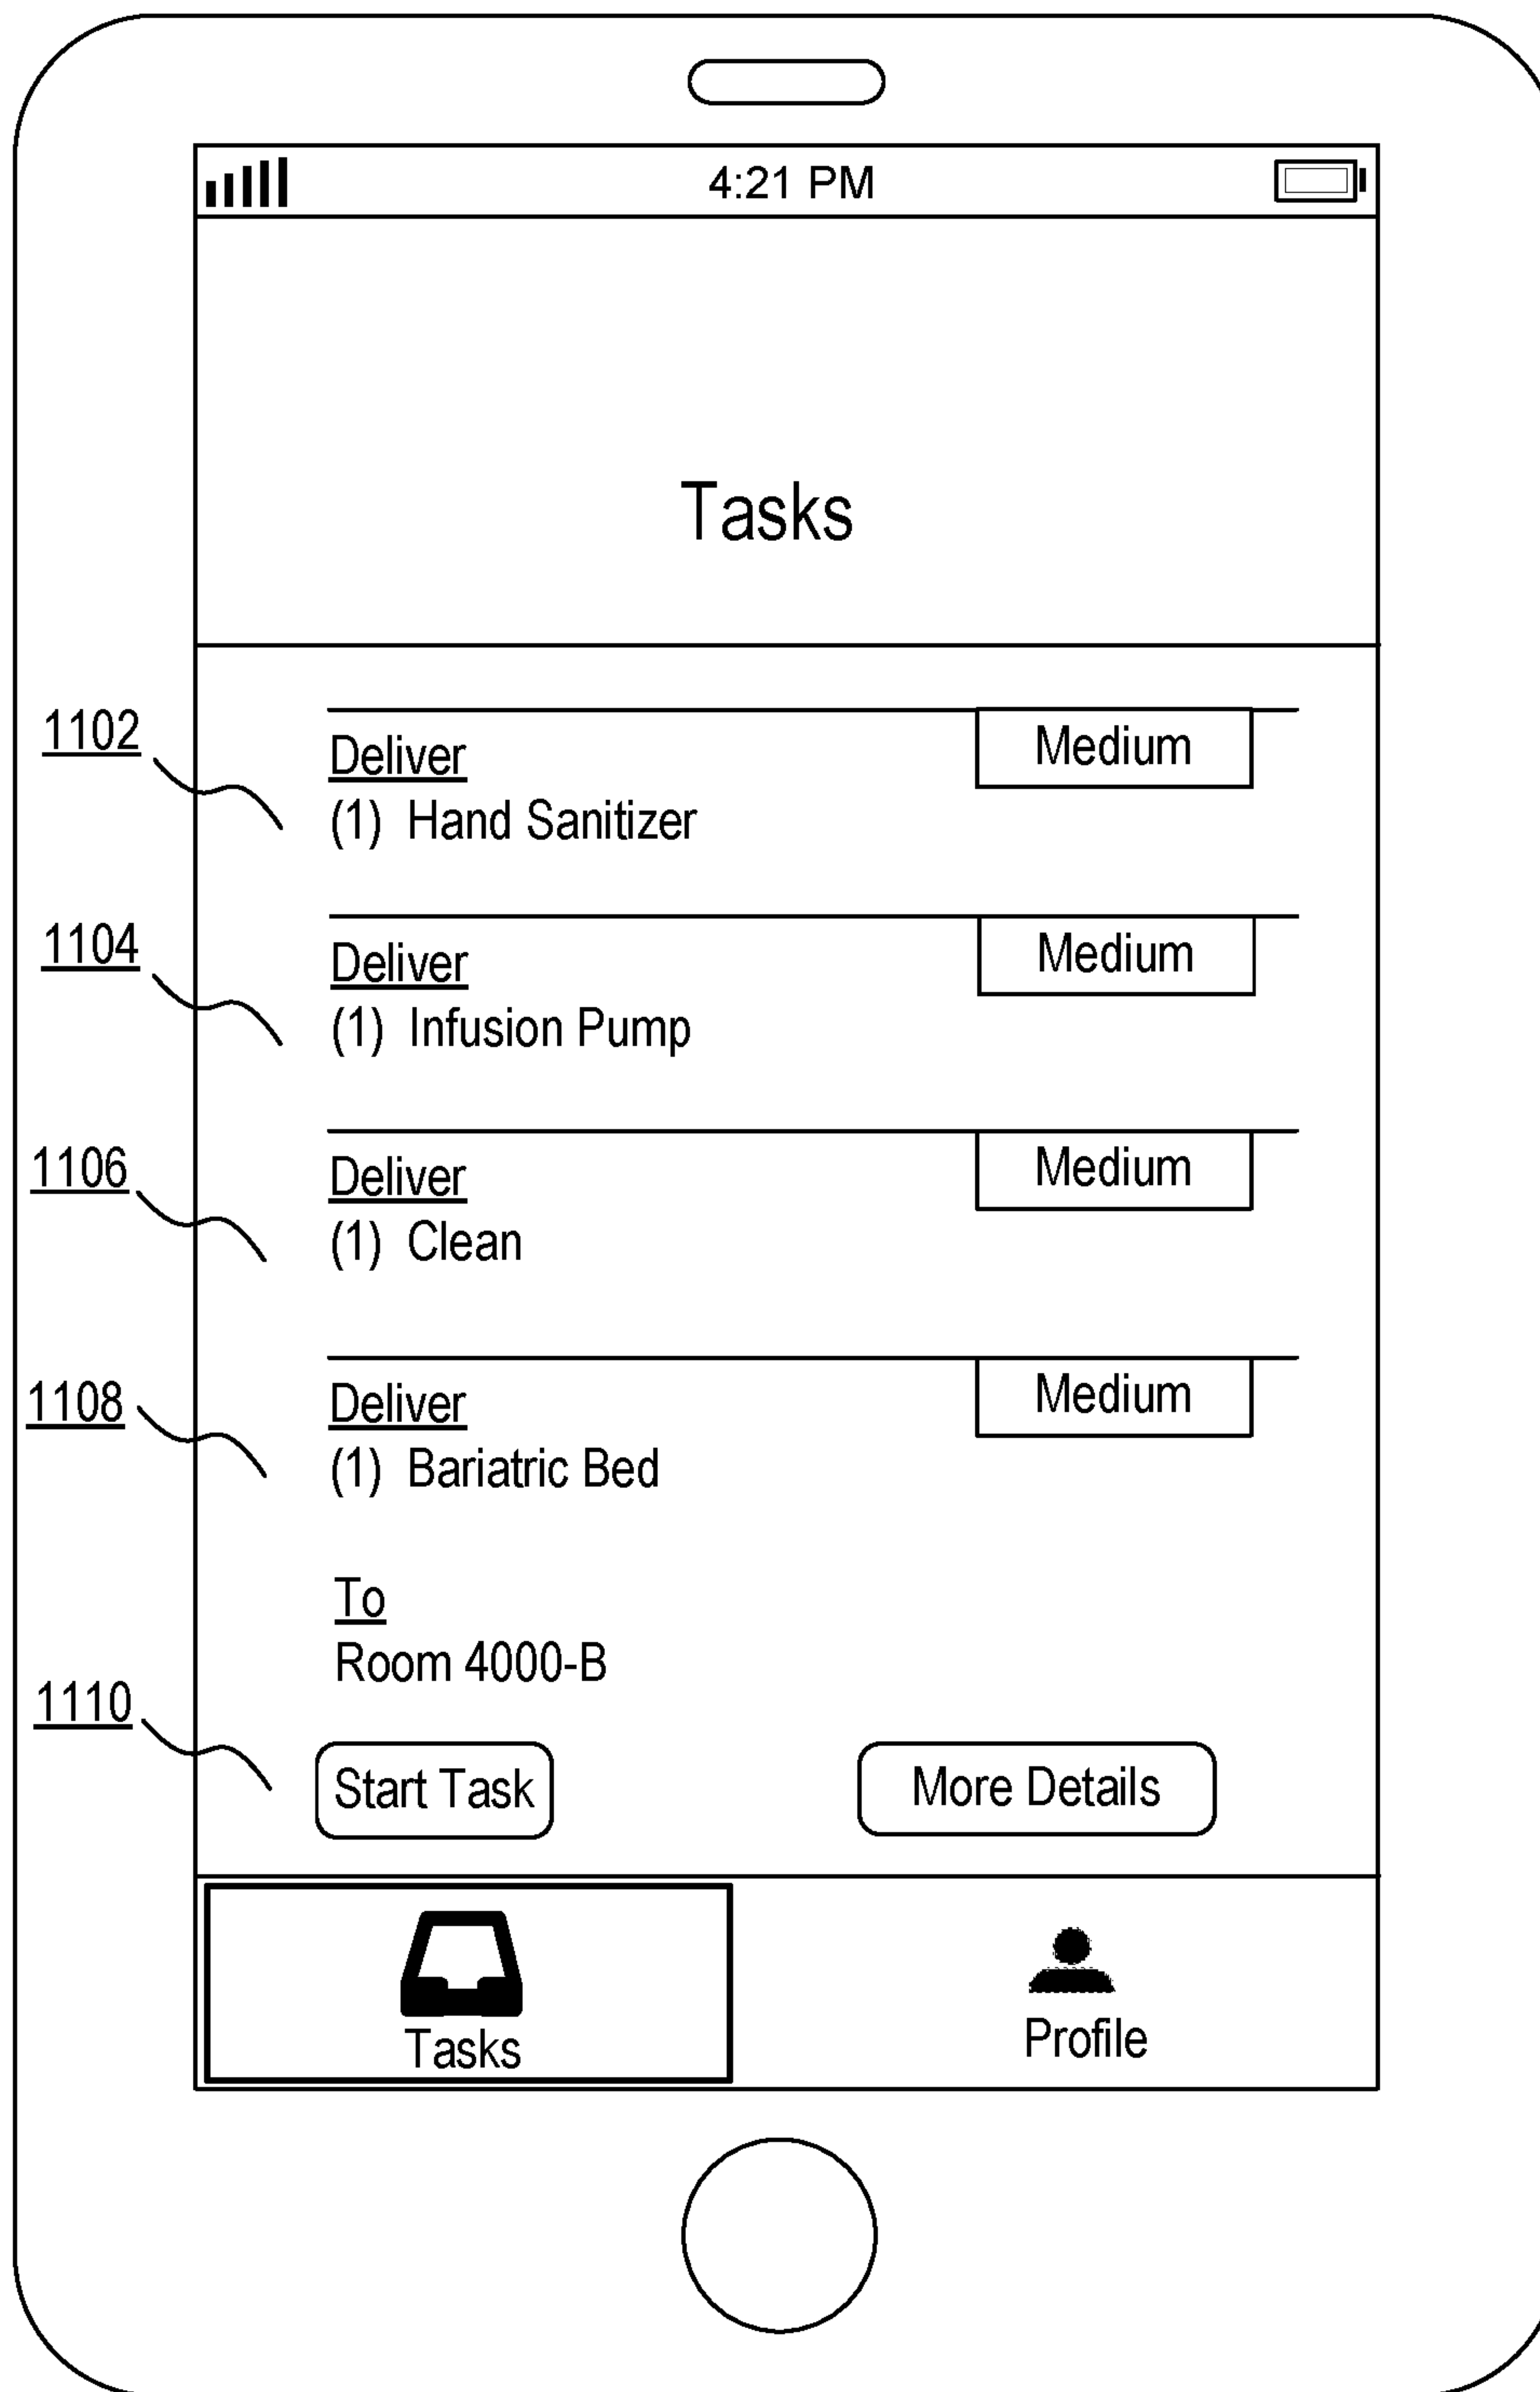 4:21 PM
Tasks
1102
Deliver
Medium
(1) Hand Sanitizer
1104
Deliver
Medium
(1) Infusion Pump
1106
Deliver
Medium
(1) Clean
1108
Deliver
Medium
(1) Bariatric Bed
To
Room 4000-B
1110
Start Task
More Details
Tasks
Profile